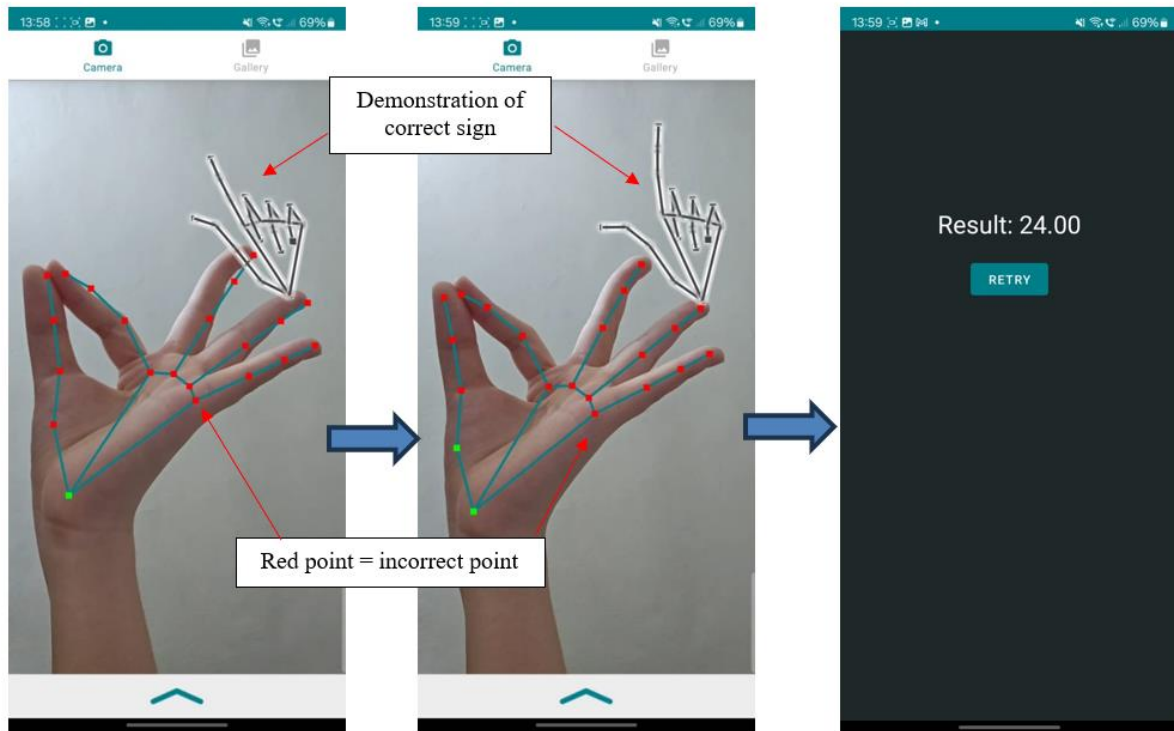 13:58
69%
Camera
Gallery
13:59
69%
Camera
Gallery
13:59
69%
Demonstration of
correct sign
Result: 24.00
RETRY
Red point = incorrect point